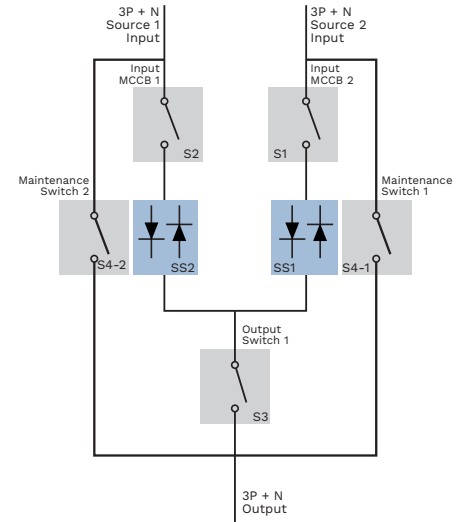 3P + N
Source 1
Input
3P + N
Source 2
Input
Input
MCCB 1
Input
MCCB 2
S2
S1
Maintenance
Switch 2
Maintenance
Switch 1
S4-2
SS2
SS1
S4-1
Output
Switch 1
S3
3P + N
Output